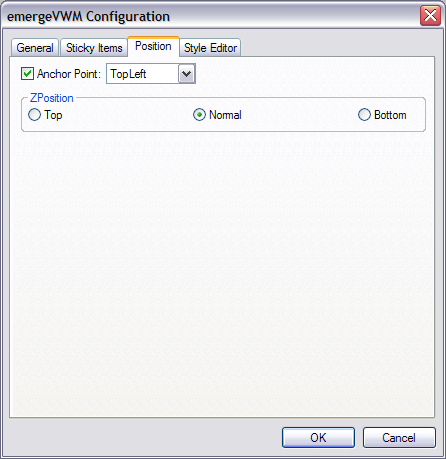 emergeVWM Configuration
General Sticky Items Position Style Editor
Anchor Point: TopLeft
ZPosition
Top Normal Bottom
OK Cancel